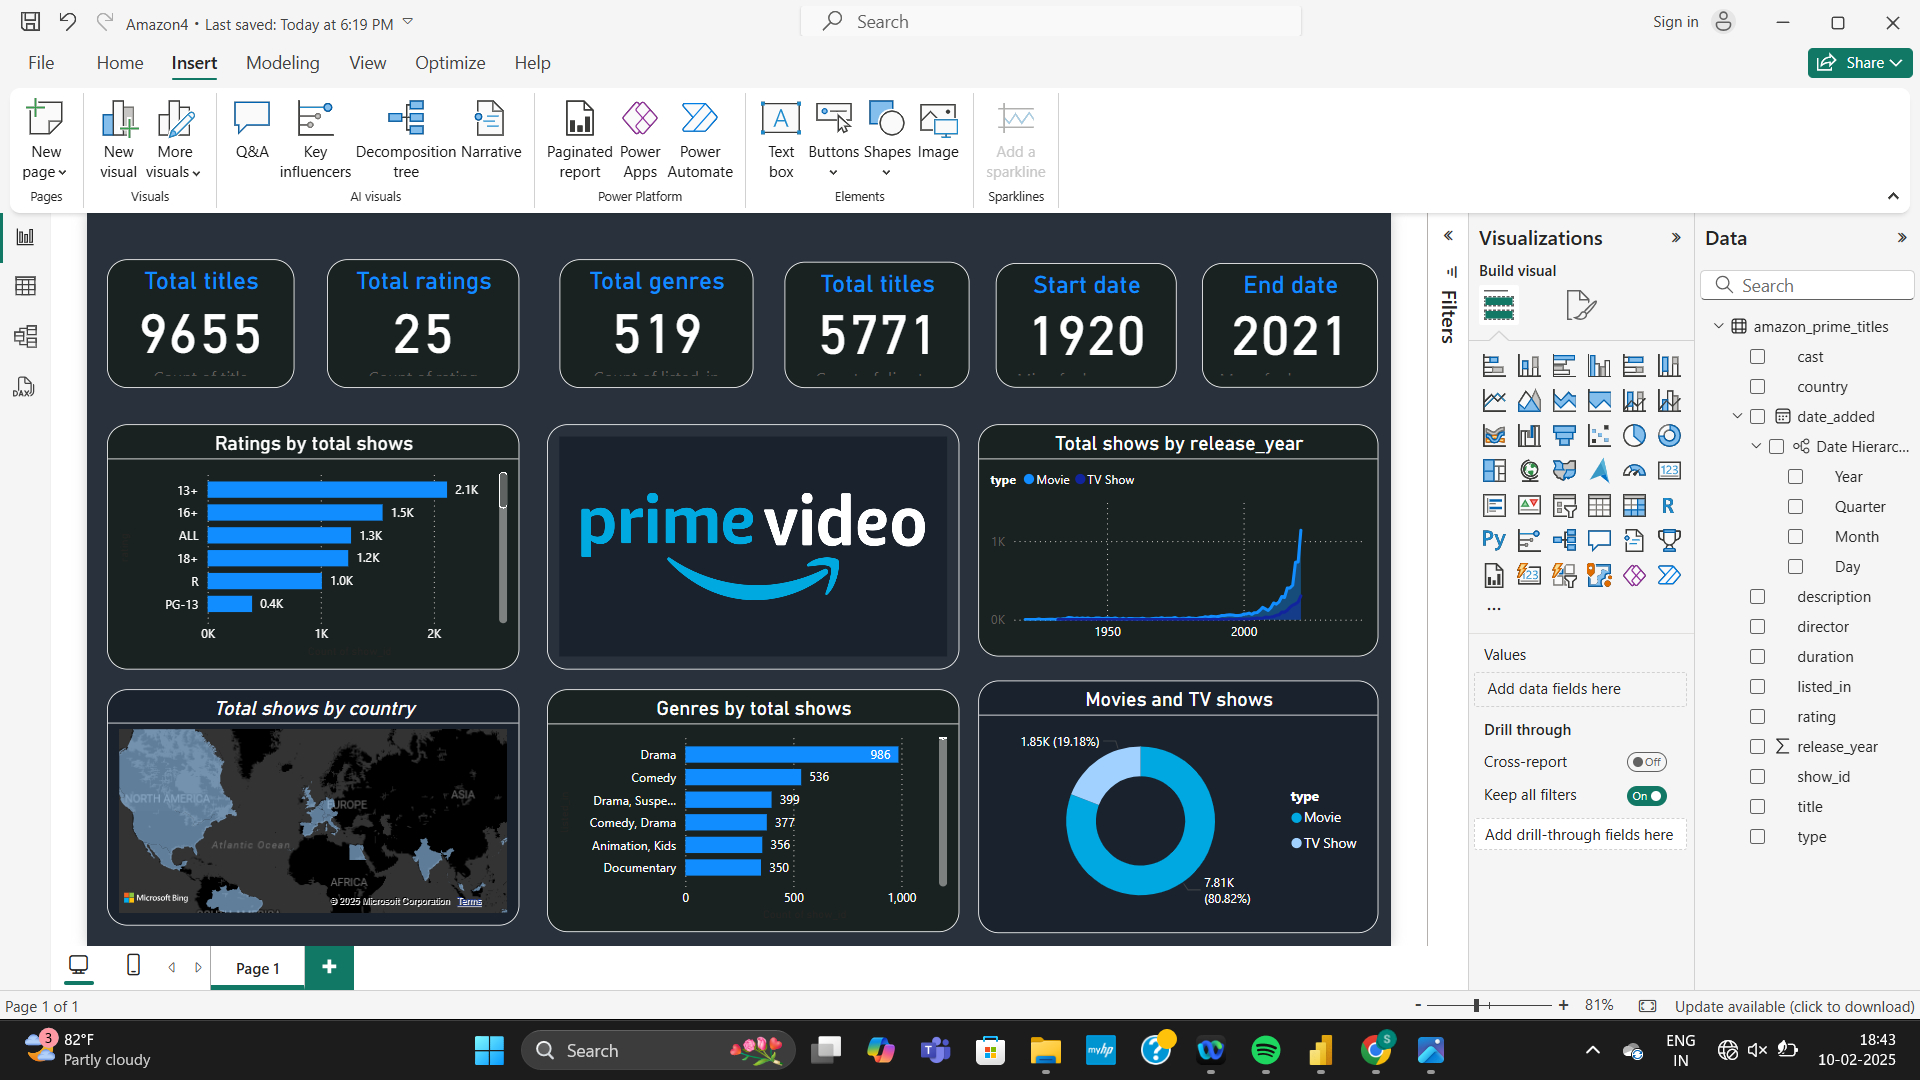 Amazon4 • Last saved: Today at 6:19 PM
Search
Sign in
File Home Insert Modeling View Optimize Help
Share
New page
New visual
More visuals
Q&A
Key influencers
Decomposition tree
Narrative
Paginated report
Power Apps
Power Automate
Text box
Buttons
Shapes
Image
Add a sparkline
Pages
Visuals
AI visuals
Power Platform
Elements
Sparklines
Total titles
9655
Total ratings
25
Total genres
519
Total titles
5771
Start date
1920
End date
2021
Ratings by total shows
13+ 2.1K
16+ 1.5K
ALL 1.3K
18+ 1.2K
R 1.0K
PG-13 0.4K
0K 1K 2K
prime video
Total shows by release_year
type Movie TV Show
1K
0K
1950 2000
Total shows by country
NORTH AMERICA
EUROPE
ASIA
Atlantic Ocean
AFRICA
Microsoft Bing
© 2025 Microsoft Corporation Terms
Genres by total shows
Drama 986
Comedy 536
Drama, Suspe... 399
Comedy, Drama 377
Animation, Kids 356
Documentary 350
0 500 1,000
Movies and TV shows
1.85K (19.18%)
type
Movie
TV Show
7.81K
(80.82%)
Filters
Visualizations
Build visual
123
R
Py
123
...
Values
Add data fields here
Drill through
Cross-report Off
Keep all filters On
Add drill-through fields here
Data
Search
amazon_prime_titles
cast
country
date_added
Date Hierarc...
Year
Quarter
Month
Day
description
director
duration
listed_in
rating
release_year
show_id
title
type
DAX
Page 1
Page 1 of 1
- + 81%
Update available (click to download)
3
82°F
Partly cloudy
Search
myhp
S
ENG
IN
18:43
10-02-2025